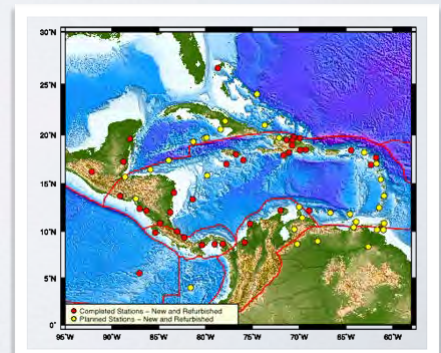 30°N
20°N
15°N
10°N
5°N
0°
Completed Stations – New and Refurbished
Planned Stations – New and Refurbished
95°W 90°W 85°W 80°W 75°W 70°W 65°W 60°W